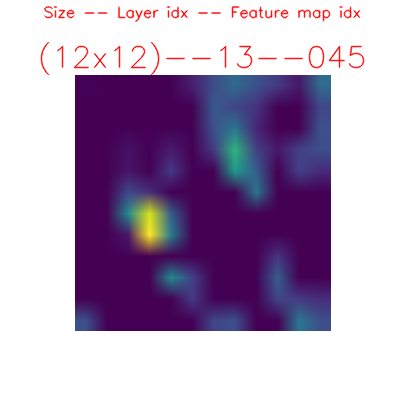 Size -- Layer idx -- Feature map idx
(12x12)--13--045